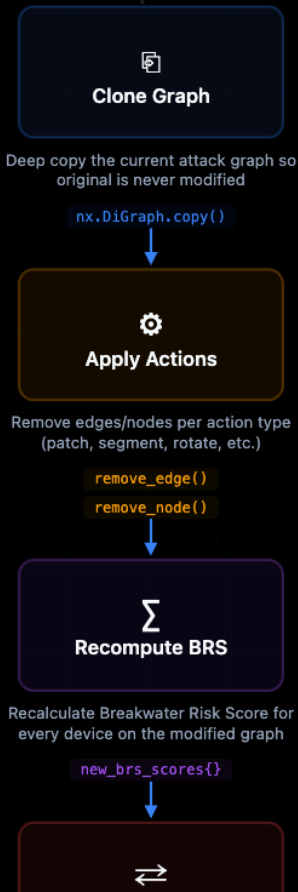 Clone Graph
Deep copy the current attack graph so
original is never modified
nx.DiGraph.copy()
Apply Actions
Remove edges/nodes per action type
(patch, segment, rotate, etc.)
remove_edge()
remove_node()
∑
Recompute BRS
Recalculate Breakwater Risk Score for
every device on the modified graph
new_brs_scores{}